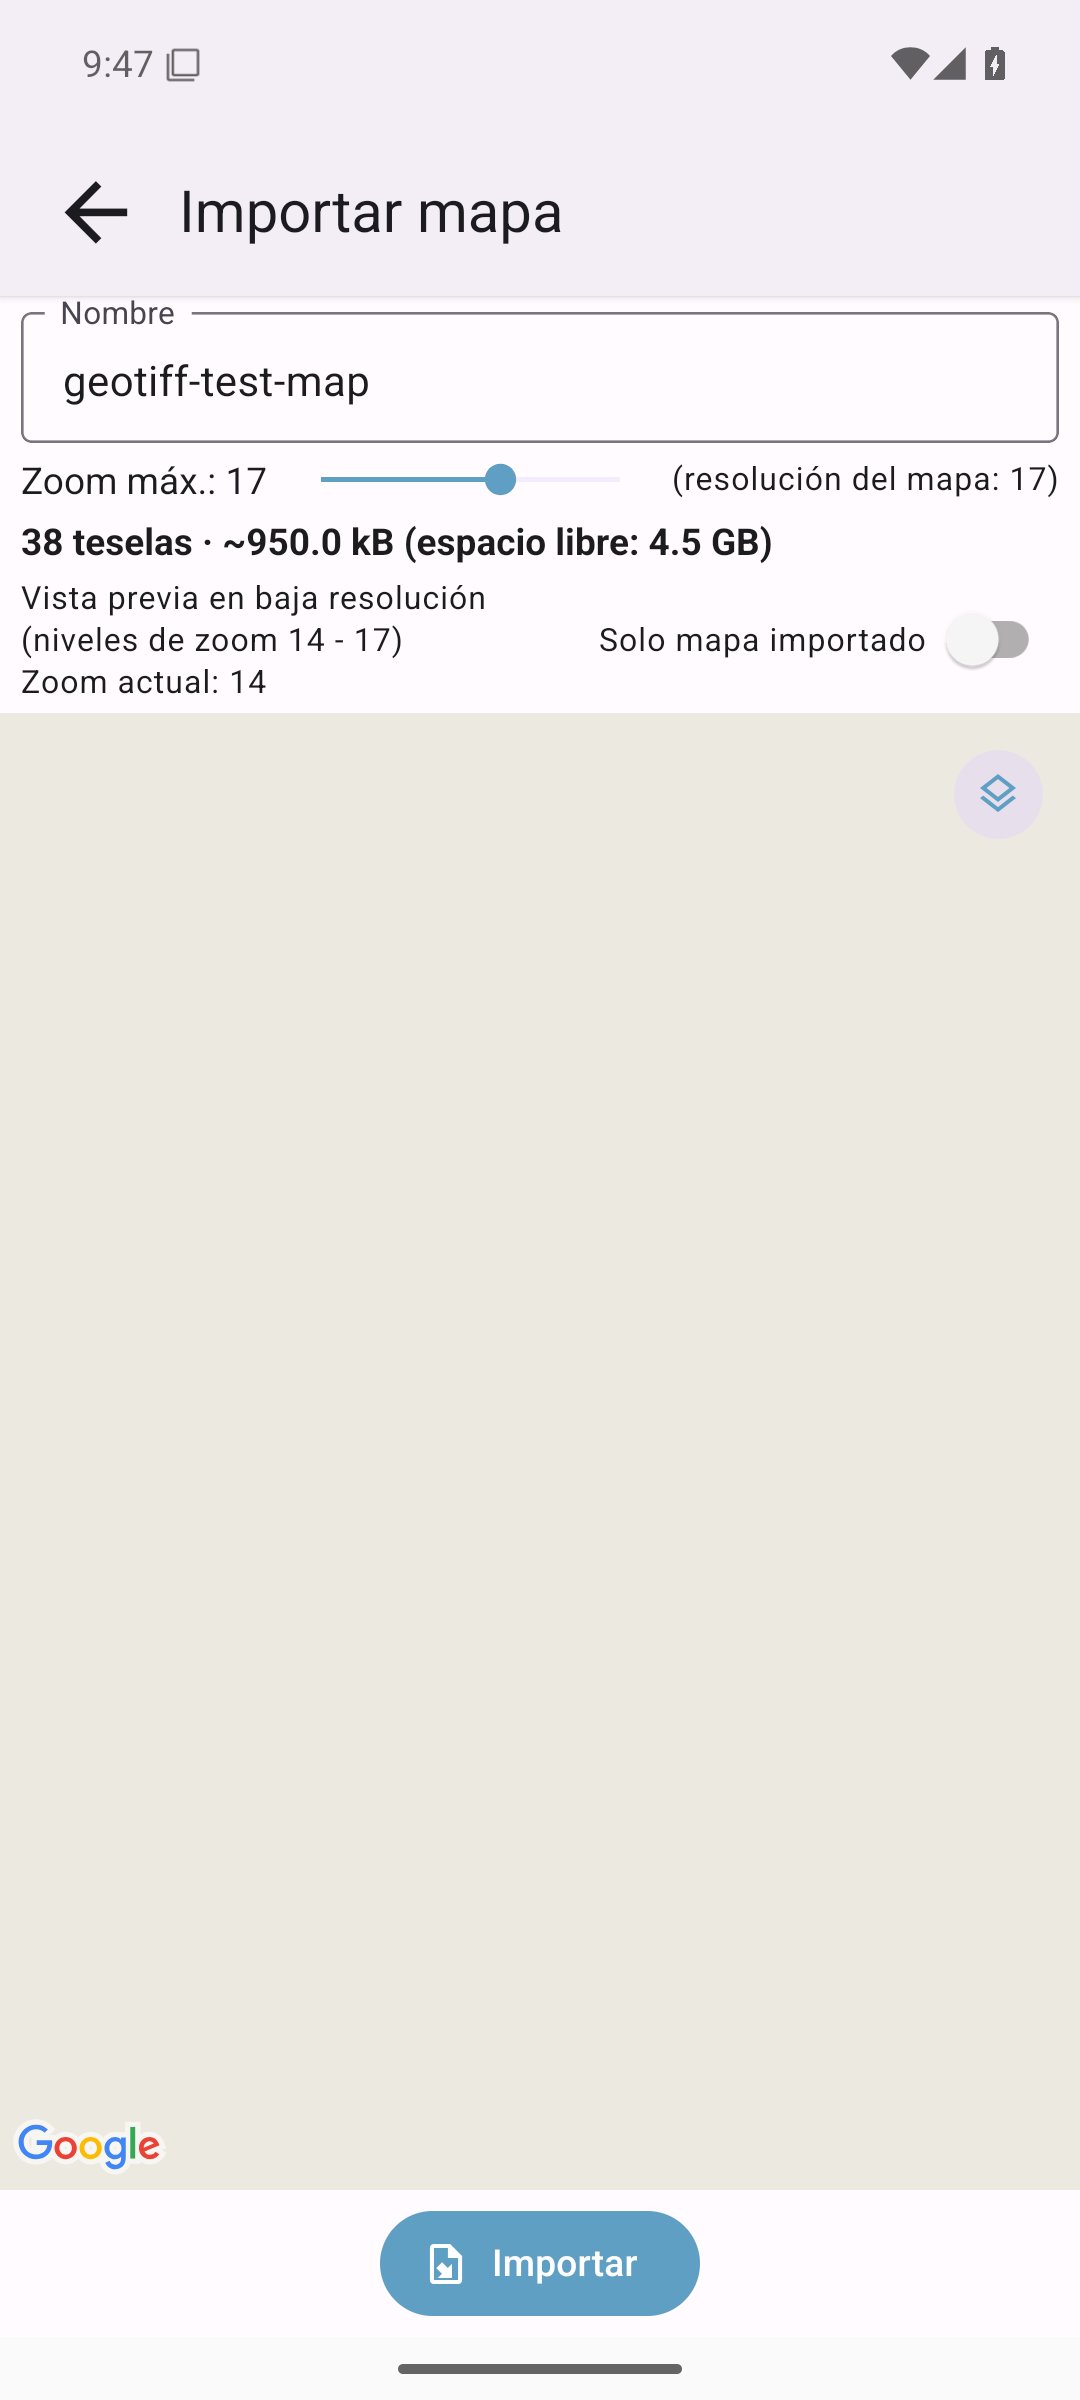 9:47
Importar mapa
Nombre
geotiff-test-map
Zoom máx.: 17
(resolución del mapa: 17)
38 teselas · ~950.0 kB (espacio libre: 4.5 GB)
Vista previa en baja resolución
(niveles de zoom 14 - 17)
Zoom actual: 14
Solo mapa importado
Google
Importar